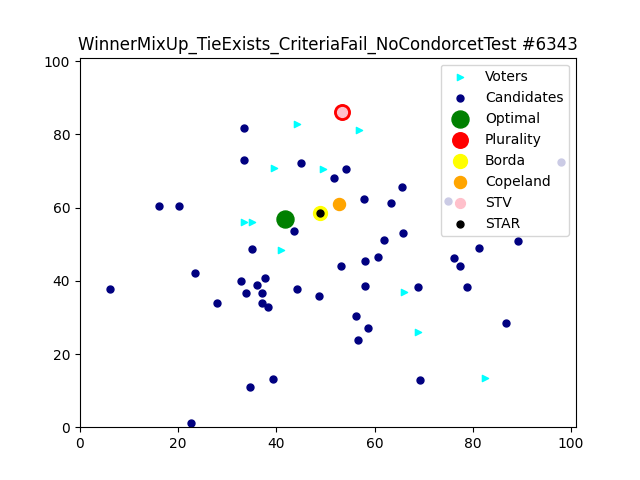 WinnerMixUp_TieExists_CriteriaFail_NoCondorcetTest #6343
100
80
60
40
20
0
0 20 40 60 80 100
Voters
Candidates
Optimal
Plurality
Borda
Copeland
STV
STAR